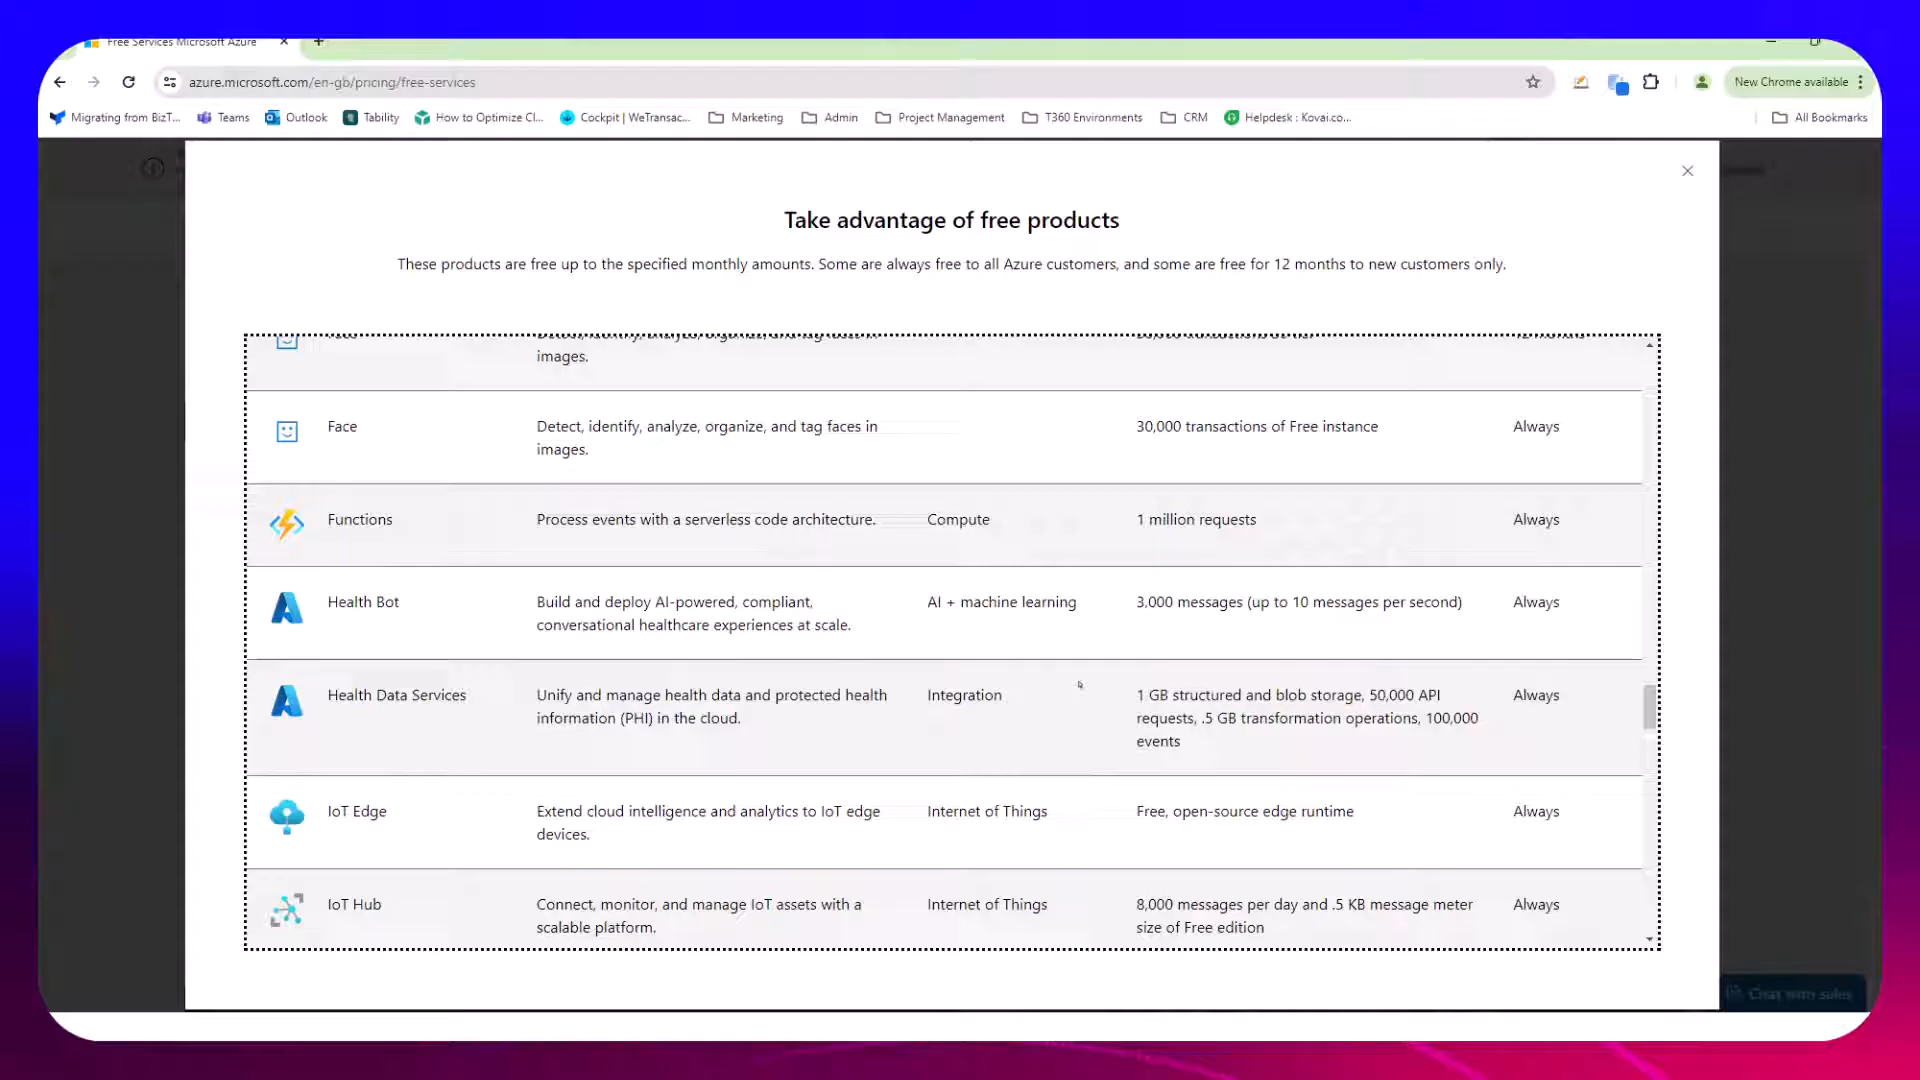 Free Services Microsoft Azure
azure.microsoft.com/en-gb/pricing/free-services
New Chrome available
Migrating from BizT...
Teams
Outlook
Tability
How to Optimize Cl...
Cockpit | WeTransac...
Marketing
Admin
Project Management
T360 Environments
CRM
Helpdesk : Kovai.co...
All Bookmarks
Take advantage of free products
These products are free up to the specified monthly amounts. Some are always free to all Azure customers, and some are free for 12 months to new customers only.
images.
Face
Detect, identify, analyze, organize, and tag faces in
images.
30,000 transactions of Free instance
Always
Functions
Process events with a serverless code architecture.
Compute
1 million requests
Always
Health Bot
Build and deploy AI-powered, compliant,
conversational healthcare experiences at scale.
AI + machine learning
3,000 messages (up to 10 messages per second)
Always
Health Data Services
Unify and manage health data and protected health
information (PHI) in the cloud.
Integration
1 GB structured and blob storage, 50,000 API
requests, .5 GB transformation operations, 100,000
events
Always
IoT Edge
Extend cloud intelligence and analytics to IoT edge
devices.
Internet of Things
Free, open-source edge runtime
Always
IoT Hub
Connect, monitor, and manage IoT assets with a
scalable platform.
Internet of Things
8,000 messages per day and .5 KB message meter
size of Free edition
Always
Chat with sales